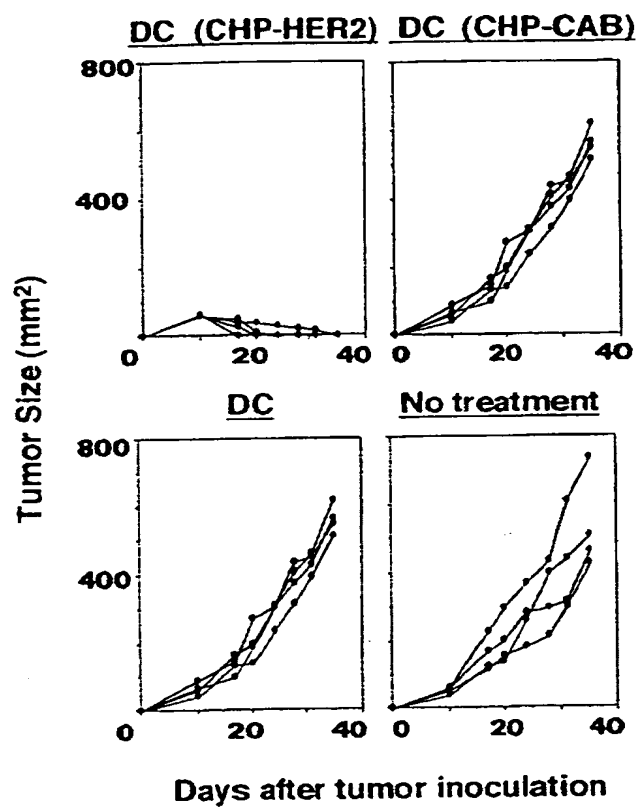 DC (CHP-HER2) DC (CHP-CAB)
800
400
0 20 40 0 20 40
DC No treatment
800
400
0 20 40 0 20 40
Tumor Size (mm²)
Days after tumor inoculation